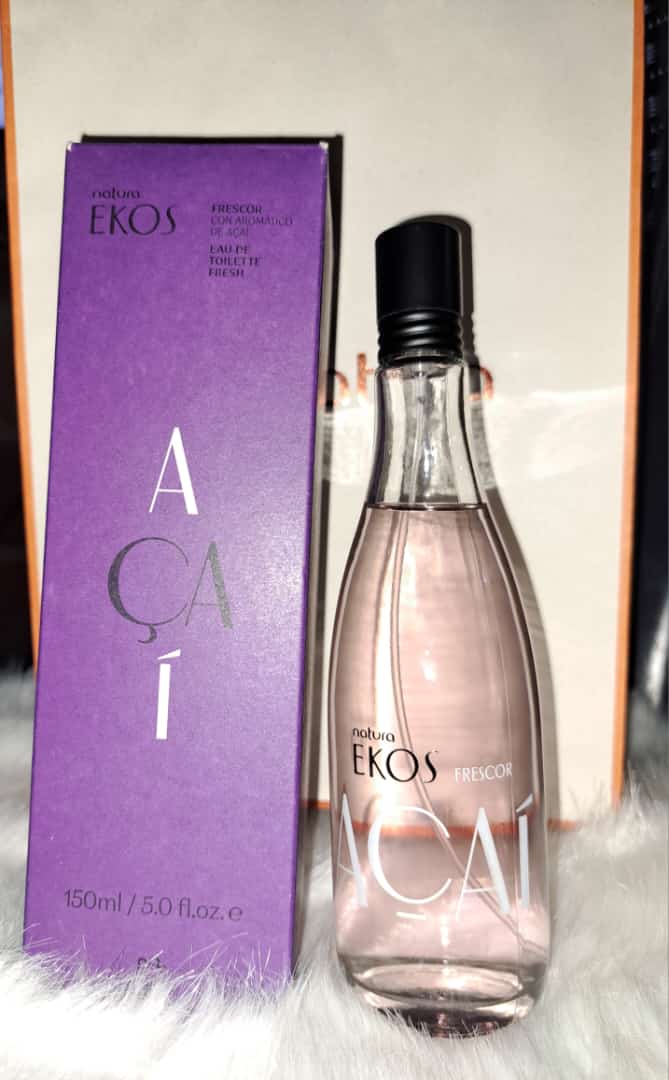 natura
EKOS
FRESCOR
CON AROMÁTICO
DE AÇAÍ
EAU DE
TOILETTE
FRESH
A
ÇA
Í
150ml / 5.0 fl.oz. e
natura
EKOS FRESCOR
AÇAÍ